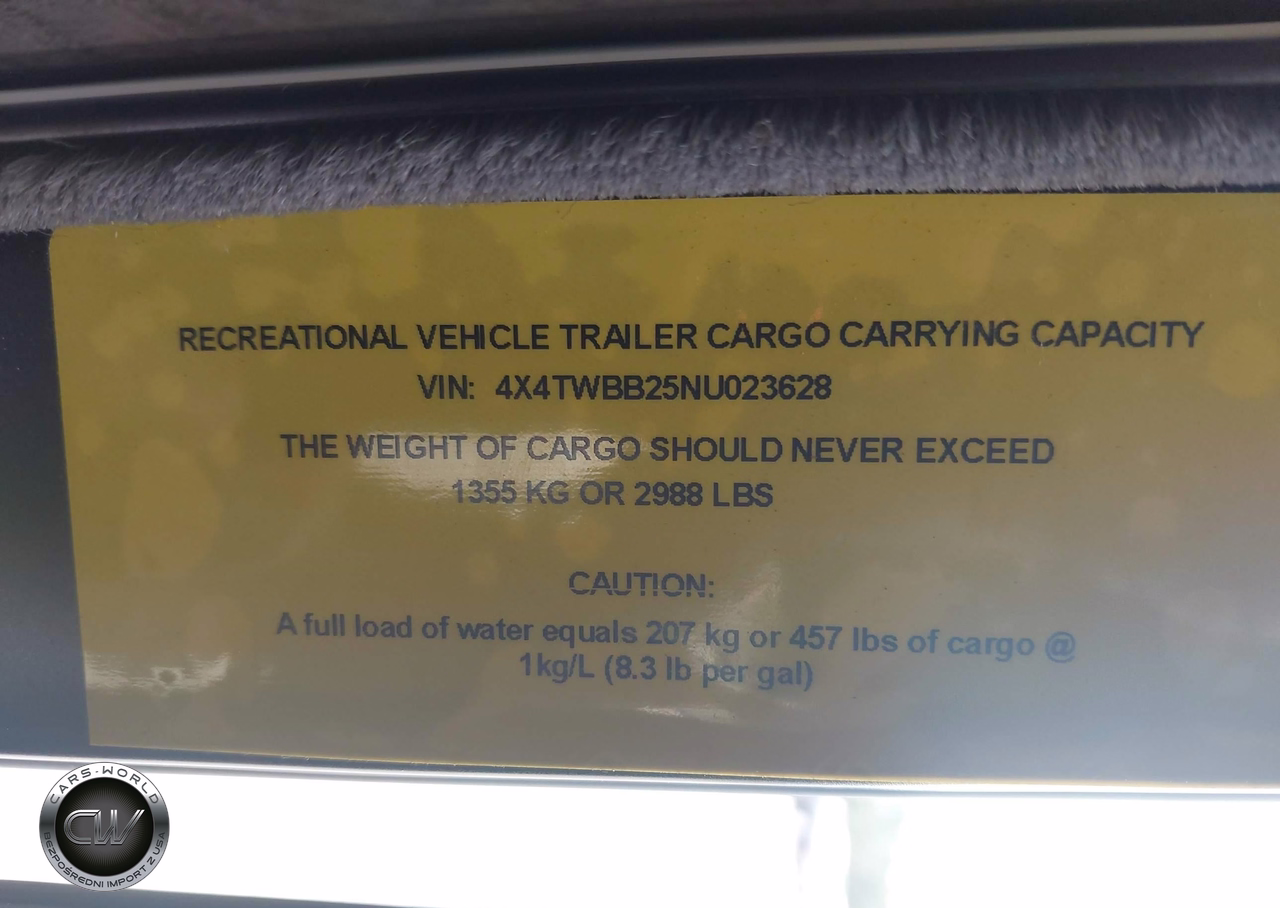 RECREATIONAL VEHICLE TRAILER CARGO CARRYING CAPACITY
VIN: 4X4TWBB25NU023628
THE WEIGHT OF CARGO SHOULD NEVER EXCEED
1355 KG OR 2988 LBS
CAUTION:
A full load of water equals 207 kg or 457 lbs of cargo @
1kg/L (8.3 lb per gal)
CARS-WORLD
CW
BEZPOŚREDNI IMPORT Z USA